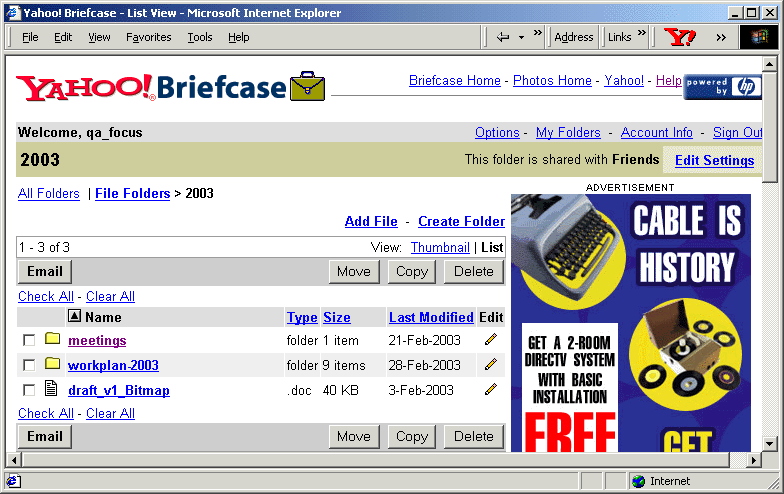 Yahoo! Briefcase - List View - Microsoft Internet Explorer
File Edit View Favorites Tools Help » Address Links » Y! »
YAHOO! Briefcase Briefcase Home - Photos Home - Yahoo! - Help powered by hp
Welcome, qa_focus Options - My Folders - Account Info - Sign Out
2003 This folder is shared with Friends Edit Settings
All Folders | File Folders > 2003
ADVERTISEMENT
Add File - Create Folder
1 - 3 of 3 View: Thumbnail | List
Email Move Copy Delete
Check All - Clear All
Name Type Size Last Modified Edit
meetings folder 1 item 21-Feb-2003
workplan-2003 folder 9 items 28-Feb-2003
draft_v1_Bitmap .doc 40 KB 3-Feb-2003
Check All - Clear All
Email Move Copy Delete
CABLE IS
HISTORY
GET A 2-ROOM
DIRECTV SYSTEM
WITH BASIC
INSTALLATION
FREE
GET
Internet